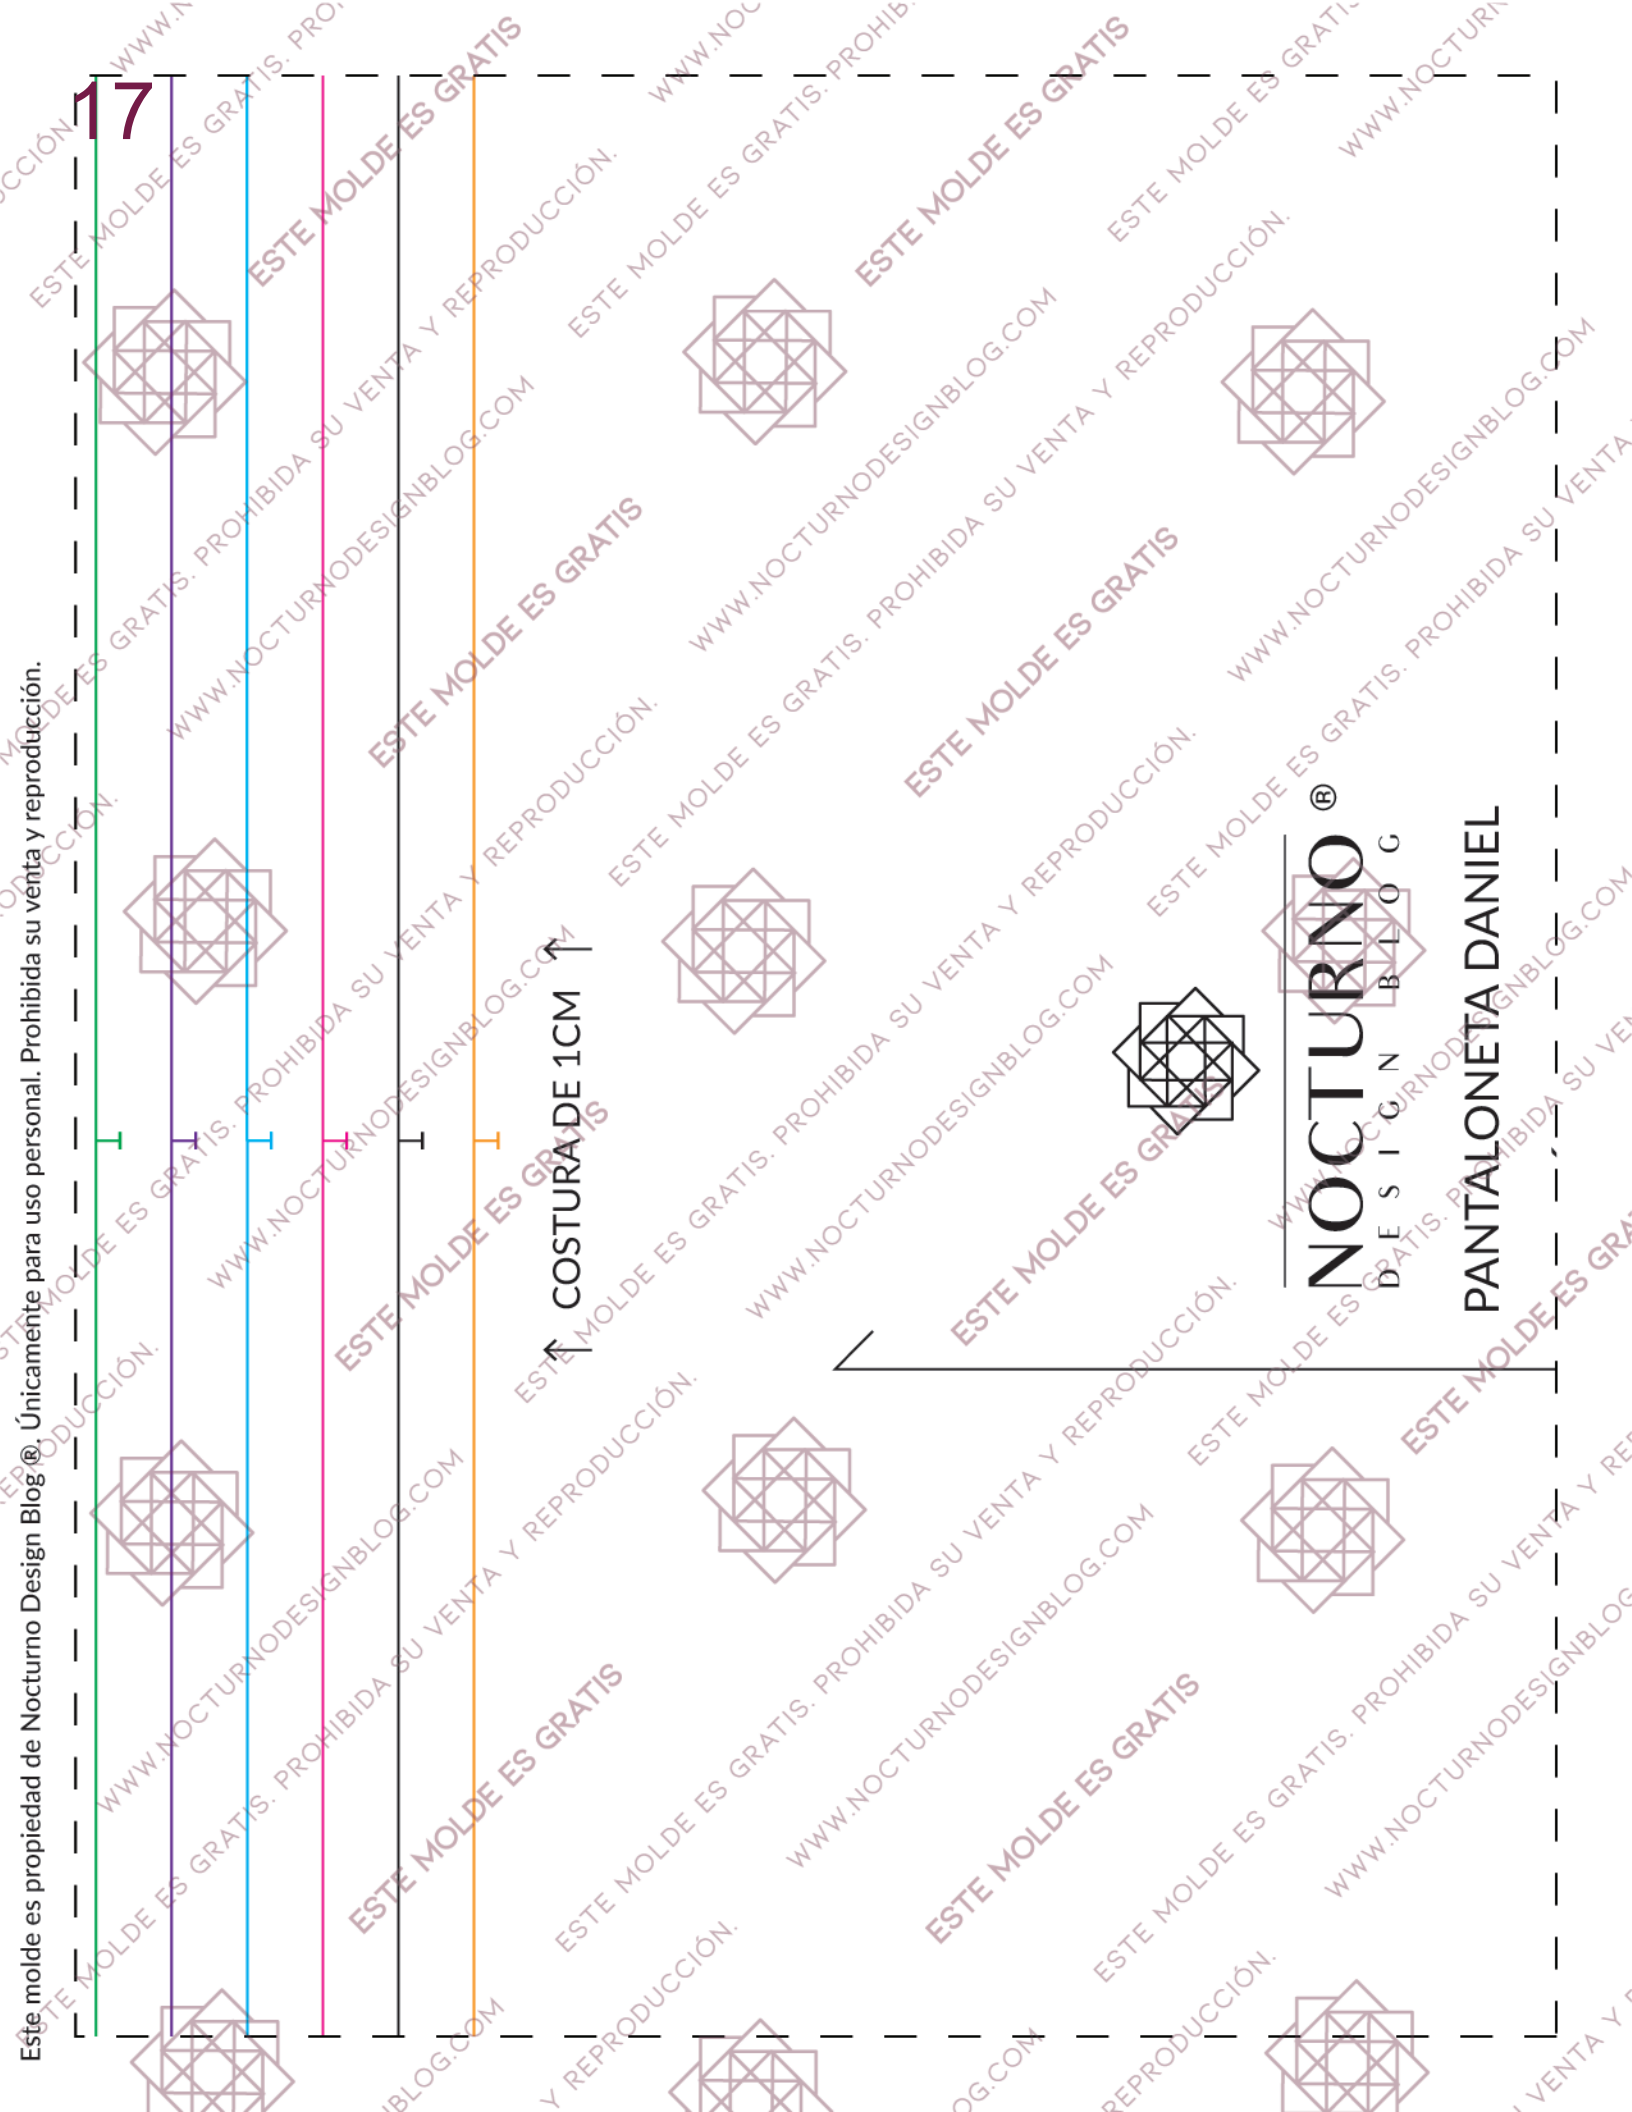 17
Este molde es propiedad de Nocturno Design Blog ®. Únicamente para uso personal. Prohibida su venta y reproducción.
COSTURA DE 1CM
NOCTURNO ®
DESIGN BLOG
PANTALONETA DANIEL
ESTE MOLDE ES GRATIS
ESTE MOLDE ES GRATIS. PROHIBIDA SU VENTA Y REPRODUCCIÓN.
WWW.NOCTURNODESIGNBLOG.COM